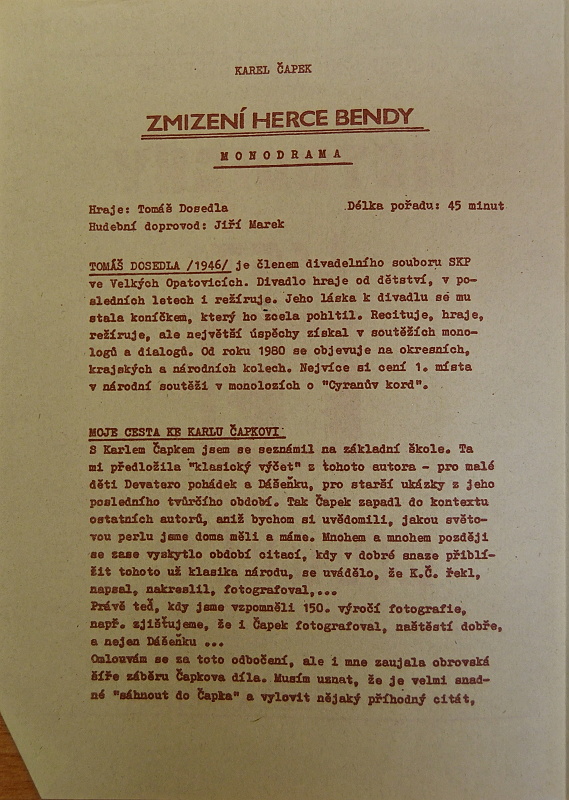 KAREL ČAPEK
ZMIZENÍ HERCE BENDY
MONODRAMA
Hraje: Tomáš Dosedla
Délka pořadu: 45 minut
Hudební doprovod: Jiří Marek
TOMÁŠ DOSEDLA /1946/ je členem divadelního souboru SKP
ve Velkých Opatovicích. Divadlo hraje od dětství, v po-
sledních letech i režíruje. Jeho láska k divadlu se mu
stala koníčkem, který ho zcela pohltil. Recituje, hraje,
režíruje, ale největší úspěchy získal v soutěžích mono-
logů a dialogů. Od roku 1980 se objevuje na okresních,
krajských a národních kolech. Nejvíce si cení 1. místa
v národní soutěži v monolozích o "Cyranův kord".
MOJE CESTA KE KARLU ČAPKOVI
S Karlem Čapkem jsem se seznámil na základní škole. Ta
mi předložila "klasický výčet" z tohoto autora - pro malé
děti Devatero pohádek a Dášeňku, pro starší ukázky z jeho
posledního tvůrčího období. Tak Čapek zapadl do kontextu
ostatních autorů, aniž bychom si uvědomili, jakou světo-
vou perlu jsme doma měli a máme. Mnohem a mnohem později
se zase vyskytlo období citací, kdy v dobré snaze přiblí-
žit tohoto už klasika národu, se uvádělo, že K.Č. řekl,
napsal, nakreslil, fotografoval,...
Právě teď, kdy jsme vzpomněli 150. výročí fotografie,
např. zjišťujeme, že i Čapek fotografoval, naštěstí dobře,
a nejen Dášeňku ...
Omlouvám se za toto odbočení, ale i mne zaujala obrovská
šíře záběru Čapkova díla. Musím uznat, že je velmi snad-
né "sáhnout do Čapka" a vylovit nějaký příhodný citát,